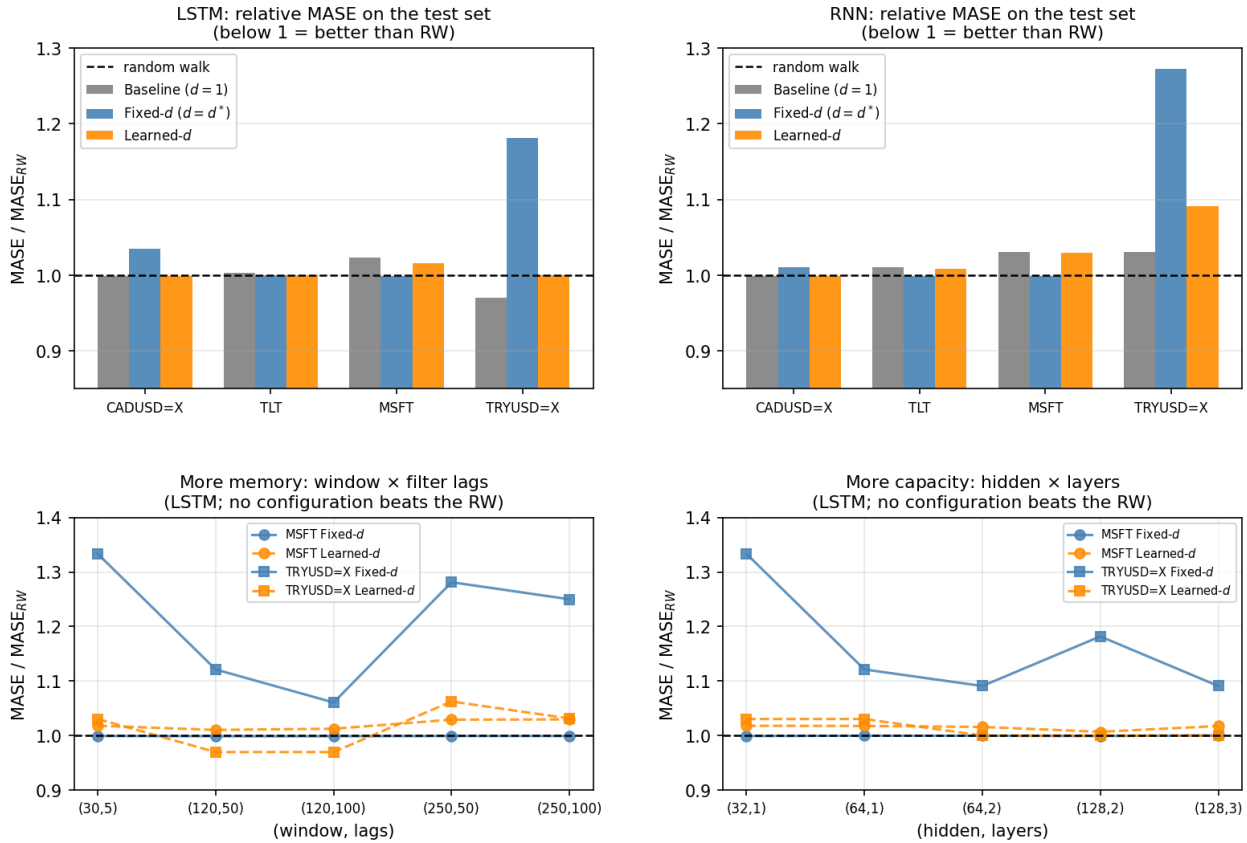 LSTM: relative MASE on the test set
(below 1 = better than RW)
MASE / MASE_RW
1.3
1.2
1.1
1.0
0.9
random walk
Baseline (d = 1)
Fixed-d (d = d*)
Learned-d
CADUSD=X
TLT
MSFT
TRYUSD=X
RNN: relative MASE on the test set
(below 1 = better than RW)
MASE / MASE_RW
1.3
1.2
1.1
1.0
0.9
random walk
Baseline (d = 1)
Fixed-d (d = d*)
Learned-d
CADUSD=X
TLT
MSFT
TRYUSD=X
More memory: window × filter lags
(LSTM; no configuration beats the RW)
MASE / MASE_RW
1.4
1.3
1.2
1.1
1.0
0.9
MSFT Fixed-d
MSFT Learned-d
TRYUSD=X Fixed-d
TRYUSD=X Learned-d
(30,5)
(120,50)
(120,100)
(250,50)
(250,100)
(window, lags)
More capacity: hidden × layers
(LSTM; no configuration beats the RW)
MASE / MASE_RW
1.4
1.3
1.2
1.1
1.0
0.9
MSFT Fixed-d
MSFT Learned-d
TRYUSD=X Fixed-d
TRYUSD=X Learned-d
(32,1)
(64,1)
(64,2)
(128,2)
(128,3)
(hidden, layers)